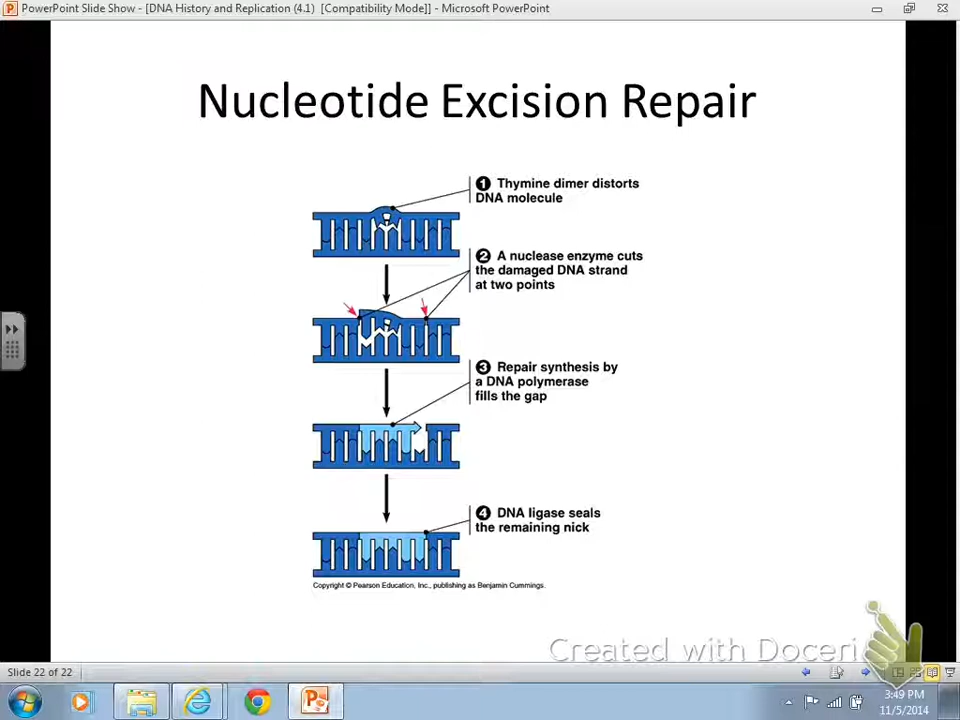 PowerPoint Slide Show - [DNA History and Replication (4.1) [Compatibility Mode]] - Microsoft PowerPoint
Nucleotide Excision Repair
1 Thymine dimer distorts
DNA molecule
2 A nuclease enzyme cuts
the damaged DNA strand
at two points
3 Repair synthesis by
a DNA polymerase
fills the gap
4 DNA ligase seals
the remaining nick
Copyright © Pearson Education, Inc., publishing as Benjamin Cummings.
Created with Doceri
Slide 22 of 22
3:49 PM
11/5/2014